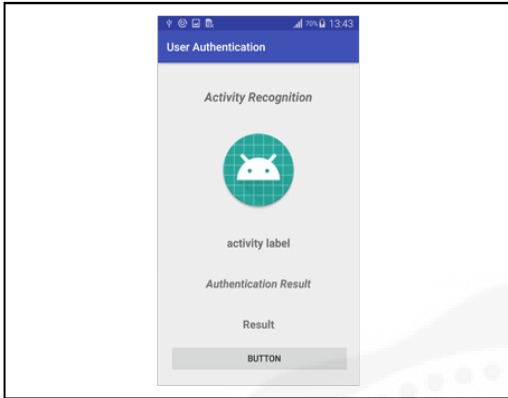 70% 13:43
User Authentication
Activity Recognition
activity label
Authentication Result
Result
BUTTON